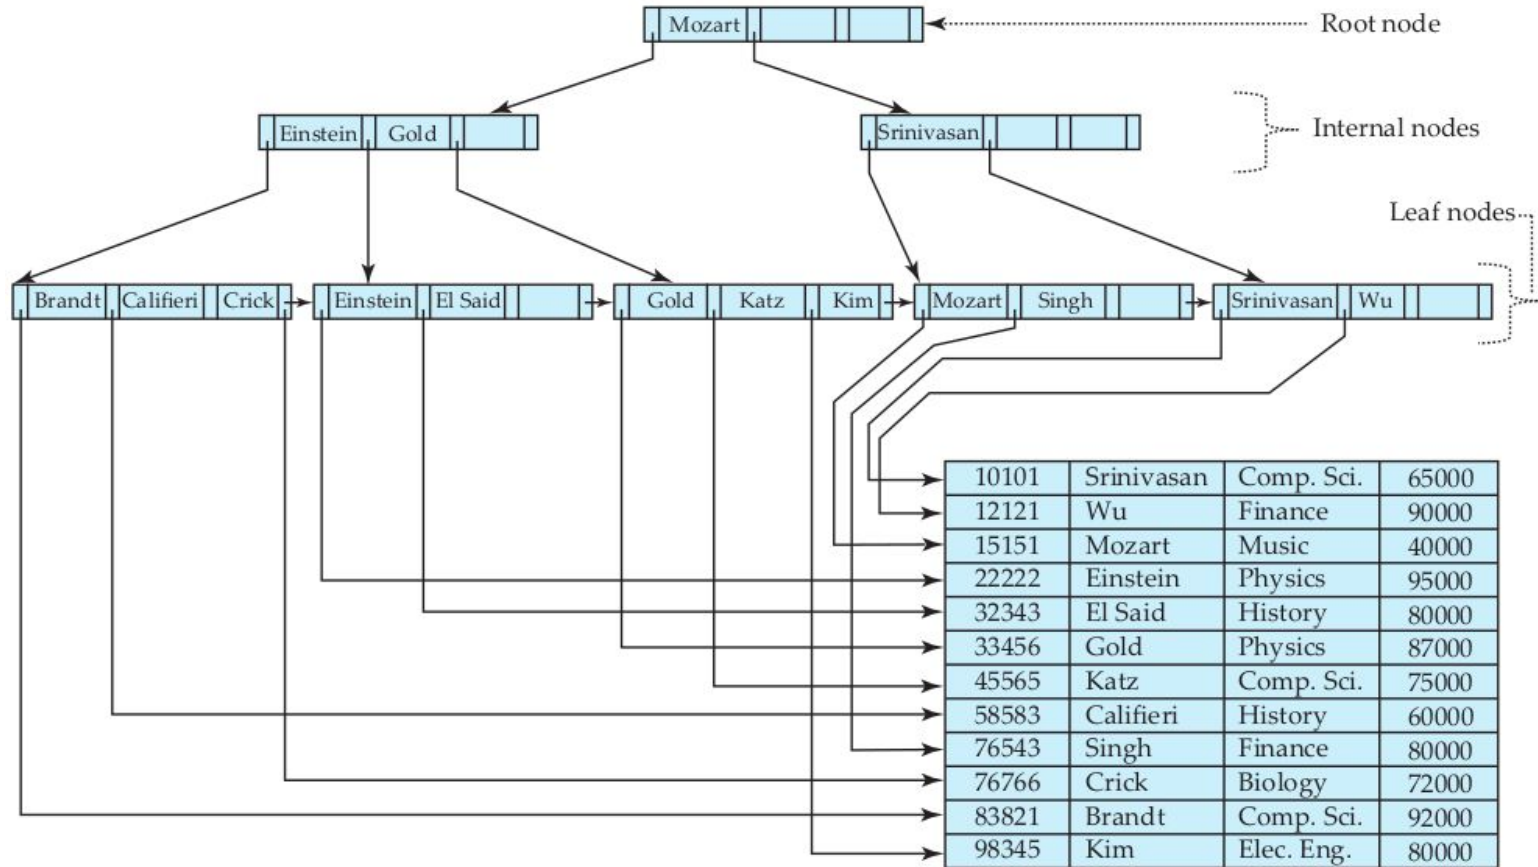 Mozart
Root node
Einstein Gold
Srinivasan
Internal nodes
Leaf nodes
Brandt Califieri Crick
Einstein El Said
Gold Katz Kim
Mozart Singh
Srinivasan Wu
10101 Srinivasan Comp. Sci. 65000
12121 Wu Finance 90000
15151 Mozart Music 40000
22222 Einstein Physics 95000
32343 El Said History 80000
33456 Gold Physics 87000
45565 Katz Comp. Sci. 75000
58583 Califieri History 60000
76543 Singh Finance 80000
76766 Crick Biology 72000
83821 Brandt Comp. Sci. 92000
98345 Kim Elec. Eng. 80000